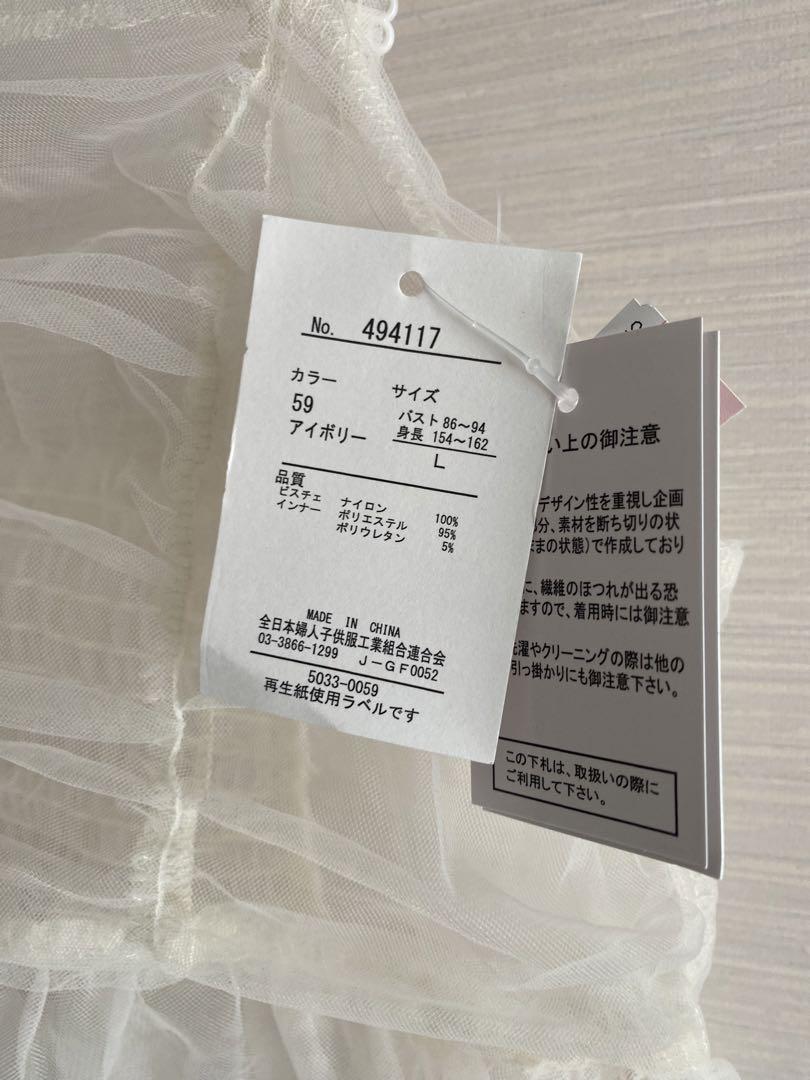 No. 494117
カラー
59
アイボリー
サイズ
バスト 86～94
身長 154～162
L
品質
ビスチェ ナイロン 100%
インナー ポリエステル 95%
ポリウレタン 5%
MADE IN CHINA
全日本婦人子供服工業組合連合会
03-3866-1299 J-GF0052
5033-0059
再生紙使用ラベルです
い上の御注意
デザイン性を重視し企画
分、素材を断ち切りの状
まの状態)で作成しており
に、繊維のほつれが出る恐
ますので、着用時には御注意
濯やクリーニングの際は他の
引っ掛かりにも御注意下さい。
この下札は、取扱いの際に
ご利用して下さい。